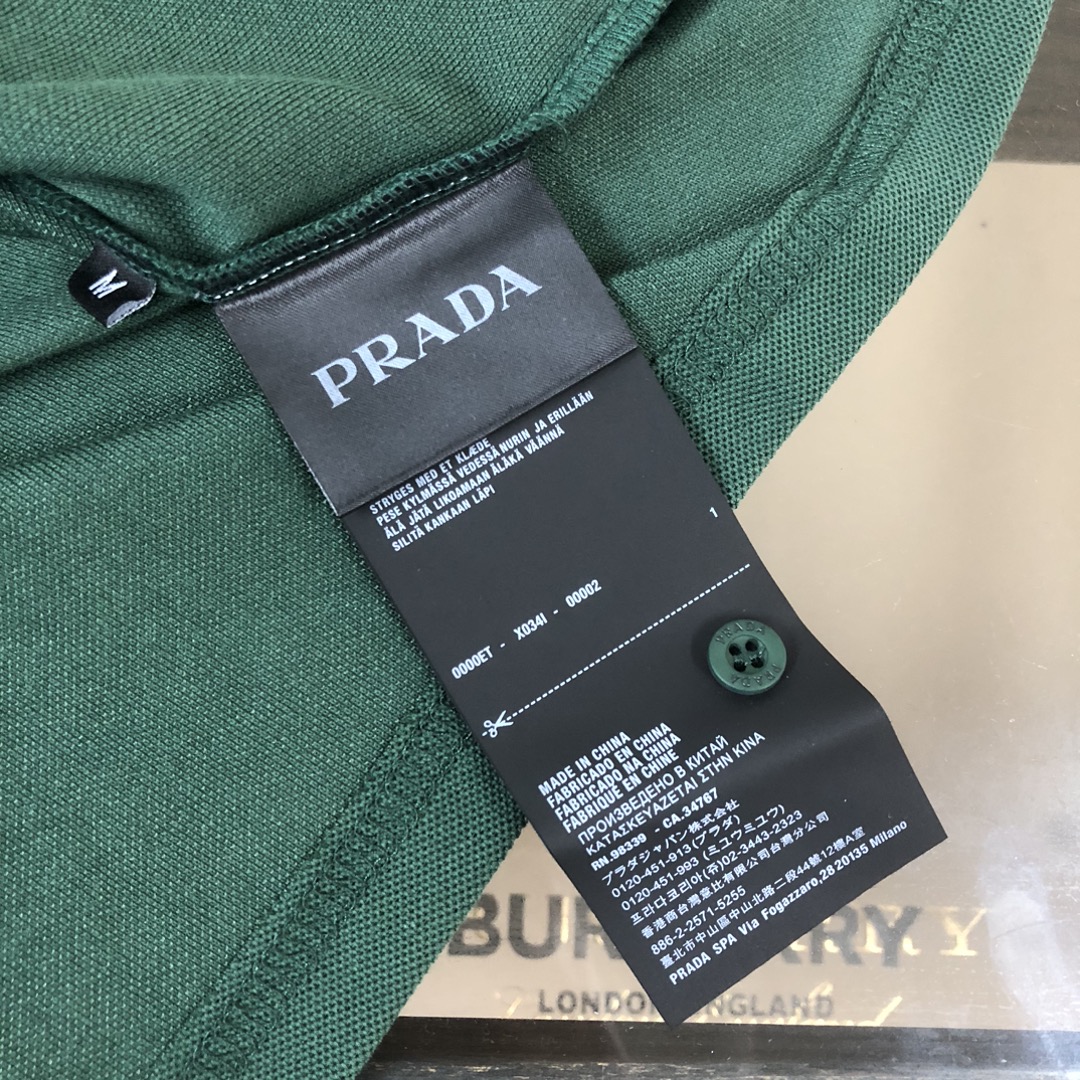 M
PRADA
STRYGES MED ET KLÆDE
PESE KYLMÄSSÄ VEDESSÄ NURIN JA ERILLÄÄN
ÄLÄ JÄTÄ LIKOAMAAN ÄLÄKÄ VÄÄNNÄ
SILITÄ KANKAAN LÄPI
1
0000ET - X034I - 00002
PRADA
PRADA
MADE IN CHINA
FABRICADO EN CHINA
FABRICADO NA CHINA
FABRIQUÉ EN CHINE
ПРОИЗВЕДЕНО В КИТАЙ
ΚΑΤΑΣΚΕΥΑΖΕΤΑΙ ΣΤΗΝ ΚΙΝΑ
RN.98339 - CA.34767
プラダジャパン株式会社
0120-451-913(プラダ)
0120-451-993 (ミュウミュウ)
프라다코리아(주)02-3443-2323
香港商台灣意比有限公司台灣分公司
886-2-2571-5255
臺北市中山區中山北路二段44號12樓A室
PRADA SPA Via Fogazzaro,28 20135 Milano
LONDON ENGLAND